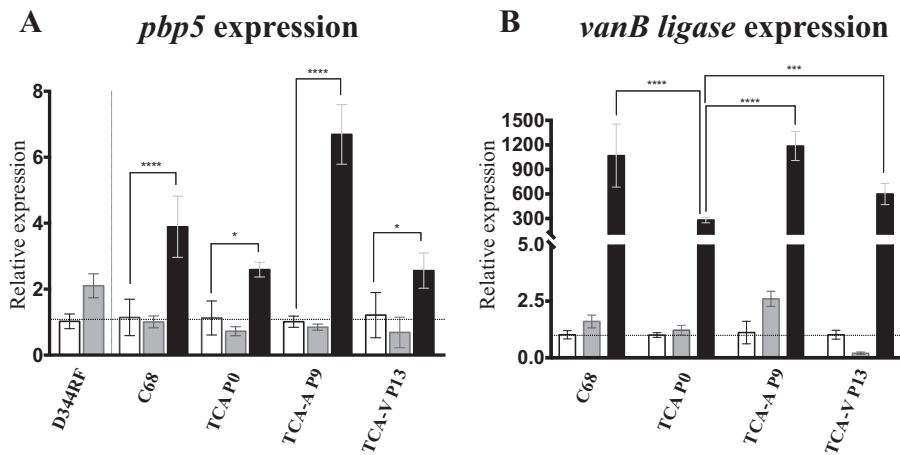 A pbp5 expression
Relative expression
8
6
4
2
0
****
*
****
*
D344RF
C68
TCA P0
TCA-A P9
TCA-V P13
B vanB ligase expression
Relative expression
1500
1200
900
600
300
5.0
2.5
0.0
****
***
****
C68
TCA P0
TCA-A P9
TCA-V P13